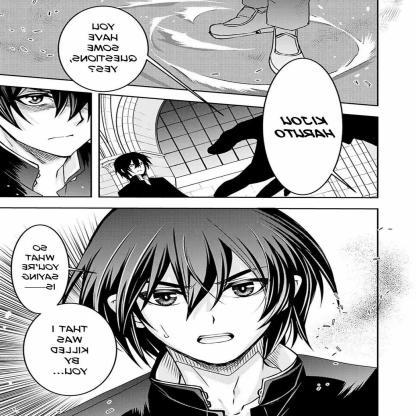 YOU
HAVE
SOME
QUESTIONS,
YES?
KIJOU
HARUTO
SO
WHAT
YOU'RE
SAYING
IS
—
I THAT
WAS
KILLED
BY
YOU...